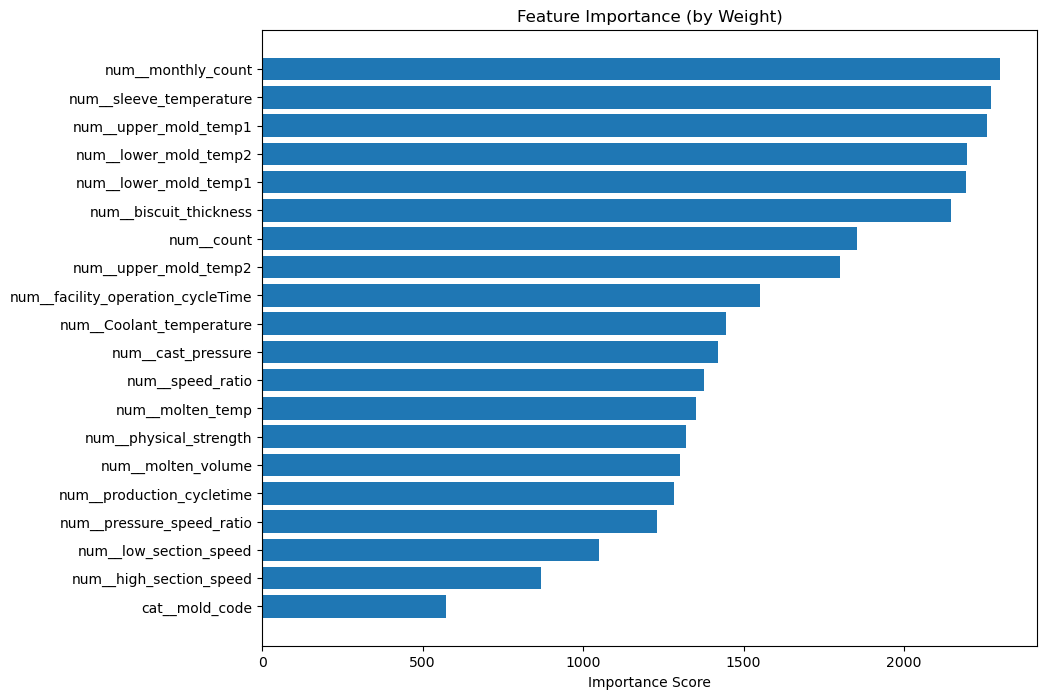 Feature Importance (by Weight)
num__monthly_count
num__sleeve_temperature
num__upper_mold_temp1
num__lower_mold_temp2
num__lower_mold_temp1
num__biscuit_thickness
num__count
num__upper_mold_temp2
num__facility_operation_cycleTime
num__Coolant_temperature
num__cast_pressure
num__speed_ratio
num__molten_temp
num__physical_strength
num__molten_volume
num__production_cycletime
num__pressure_speed_ratio
num__low_section_speed
num__high_section_speed
cat__mold_code
0 500 1000 1500 2000
Importance Score